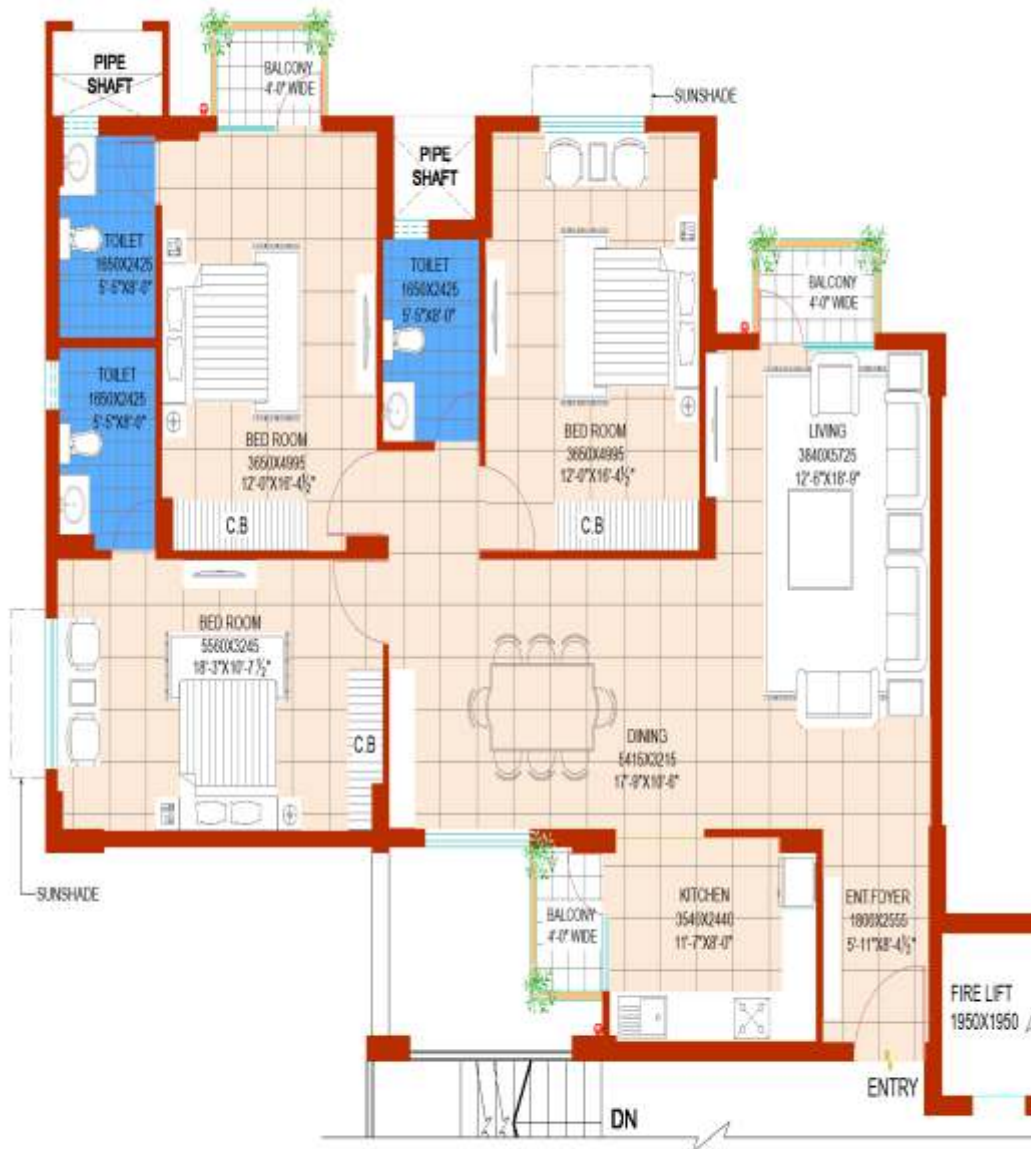 PIPE
SHAFT
BALCONY
4'-0" WIDE
SUNSHADE
PIPE
SHAFT
TOILET
1650X2425
5'-5"X8'-0"
TOILET
1650X2425
5'-5"X8'-0"
BALCONY
4'-0" WIDE
TOILET
1650X2425
5'-5"X8'-0"
BED ROOM
3650X4995
12'-0"X16'-4½"
BED ROOM
3650X4995
12'-0"X16'-4½"
LIVING
3840X5725
12'-6"X18'-9"
C.B
C.B
BED ROOM
5560X3245
18'-3"X10'-7½"
C.B
DINING
5415X3215
17'-9"X10'-6"
SUNSHADE
KITCHEN
3540X2440
11'-7"X8'-0"
ENT.FOYER
1800X2555
5'-11"X8'-4½"
BALCONY
4'-0" WIDE
FIRE LIFT
1950X1950
ENTRY
DN